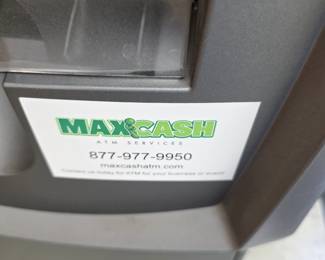 MAXCASH
ATM SERVICES
877-977-9950
maxcashatm.com
Contact us today for ATM for your business or event!